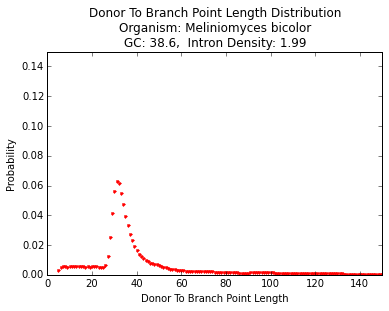 Donor To Branch Point Length Distribution
Organism: Meliniomyces bicolor
GC: 38.6,  Intron Density: 1.99
0.14
0.12
0.10
0.08
0.06
0.04
0.02
0.00
Probability
0 20 40 60 80 100 120 140
Donor To Branch Point Length